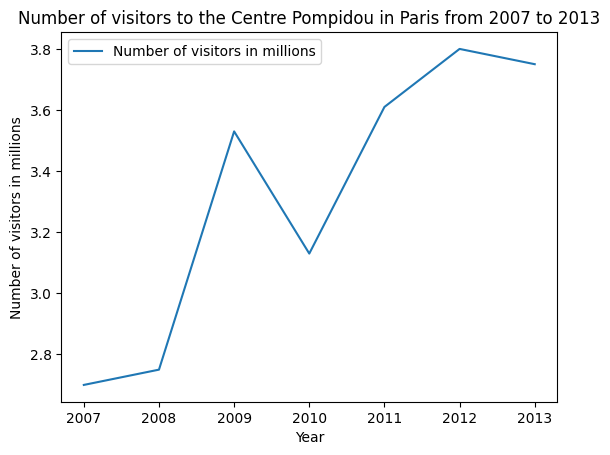 Number of visitors to the Centre Pompidou in Paris from 2007 to 2013
Number of visitors in millions
Number of visitors in millions
3.8
3.6
3.4
3.2
3.0
2.8
2007 2008 2009 2010 2011 2012 2013
Year